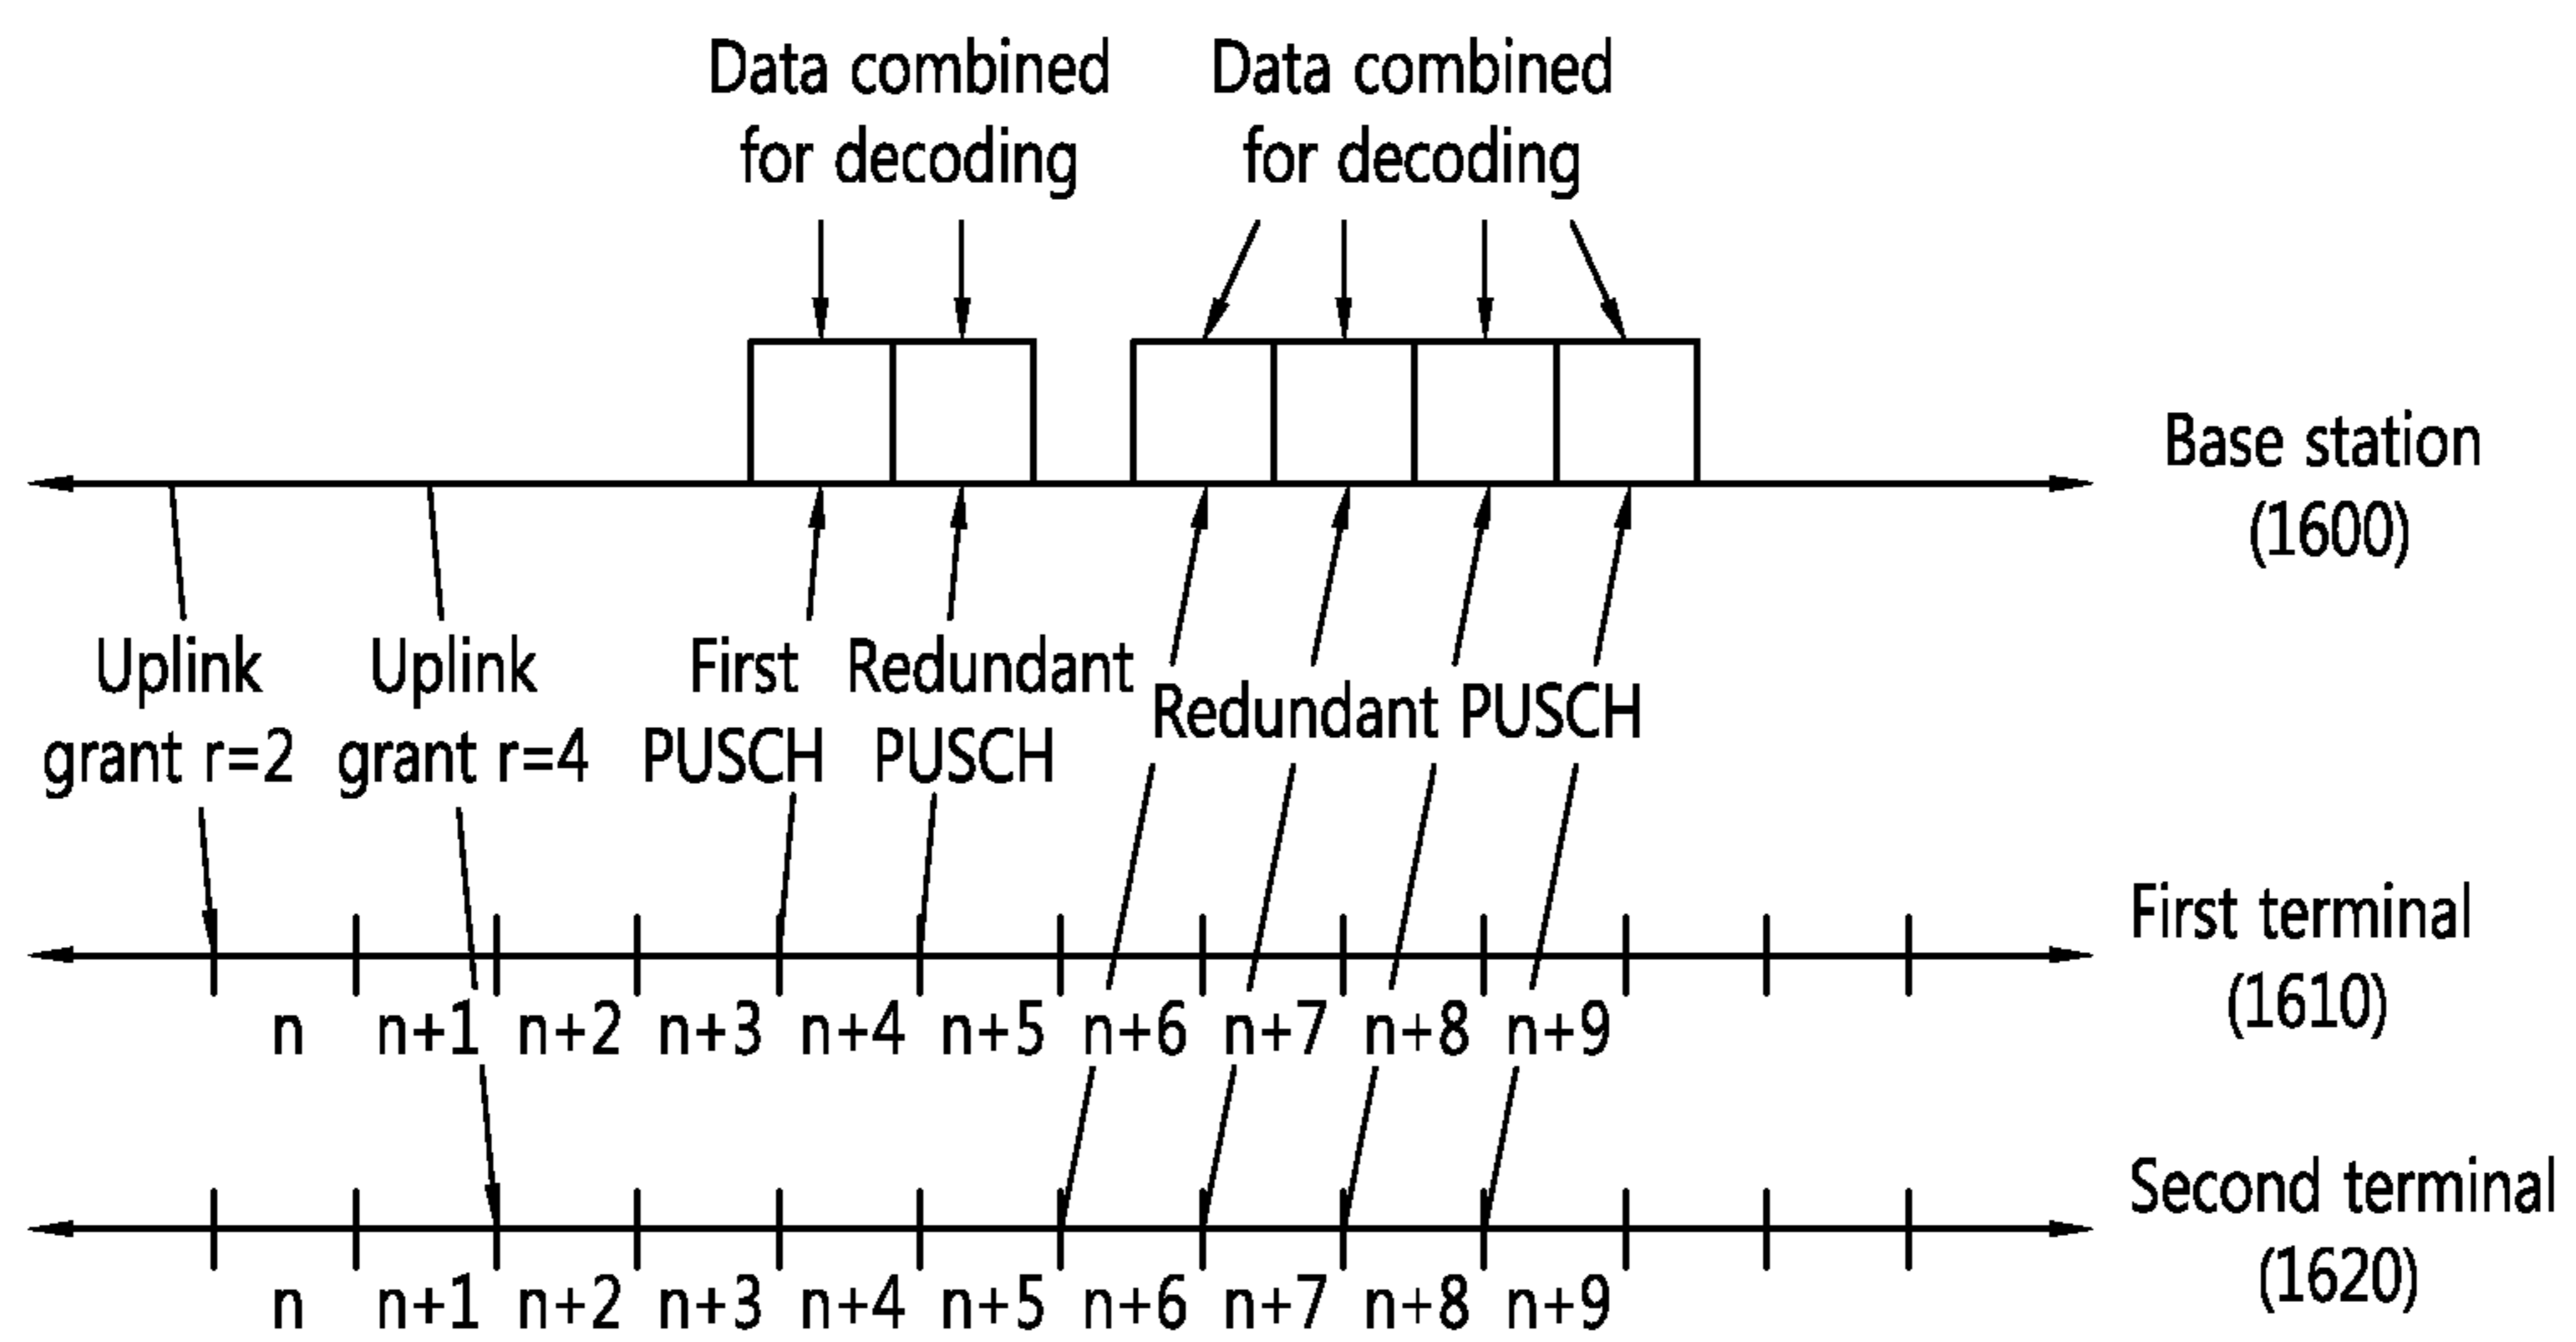 Data combined
for decoding
Data combined
for decoding
Base station
(1600)
Uplink
grant r=2
Uplink
grant r=4
First
PUSCH
Redundant
PUSCH
Redundant PUSCH
First terminal
(1610)
n n+1 n+2 n+3 n+4 n+5 n+6 n+7 n+8 n+9
Second terminal
(1620)
n n+1 n+2 n+3 n+4 n+5 n+6 n+7 n+8 n+9